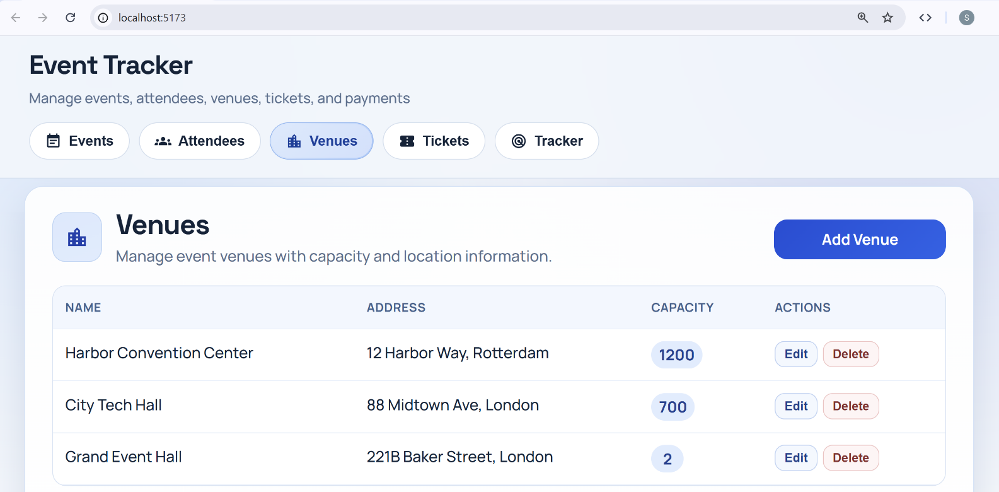 localhost:5173
S
Event Tracker
Manage events, attendees, venues, tickets, and payments
Events Attendees Venues Tickets Tracker
Venues
Manage event venues with capacity and location information.
Add Venue
NAME ADDRESS CAPACITY ACTIONS
Harbor Convention Center 12 Harbor Way, Rotterdam 1200 Edit Delete
City Tech Hall 88 Midtown Ave, London 700 Edit Delete
Grand Event Hall 221B Baker Street, London 2 Edit Delete